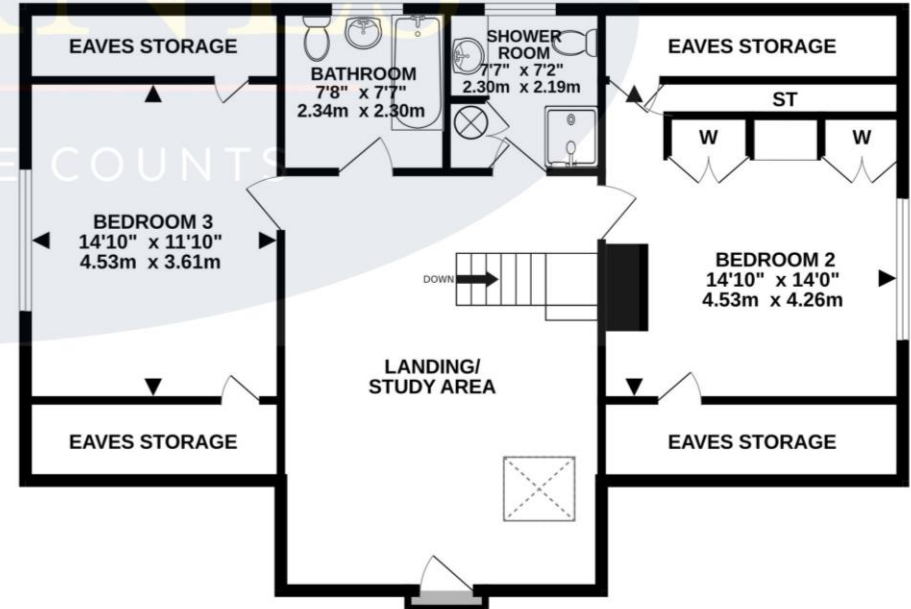 EAVES STORAGE
BATHROOM
7'8" x 7'7"
2.34m x 2.30m
SHOWER
ROOM
7'7" x 7'2"
2.30m x 2.19m
EAVES STORAGE
ST
W
W
E COUNTS
BEDROOM 3
14'10" x 11'10"
4.53m x 3.61m
BEDROOM 2
14'10" x 14'0"
4.53m x 4.26m
DOWN
LANDING/
STUDY AREA
EAVES STORAGE
EAVES STORAGE